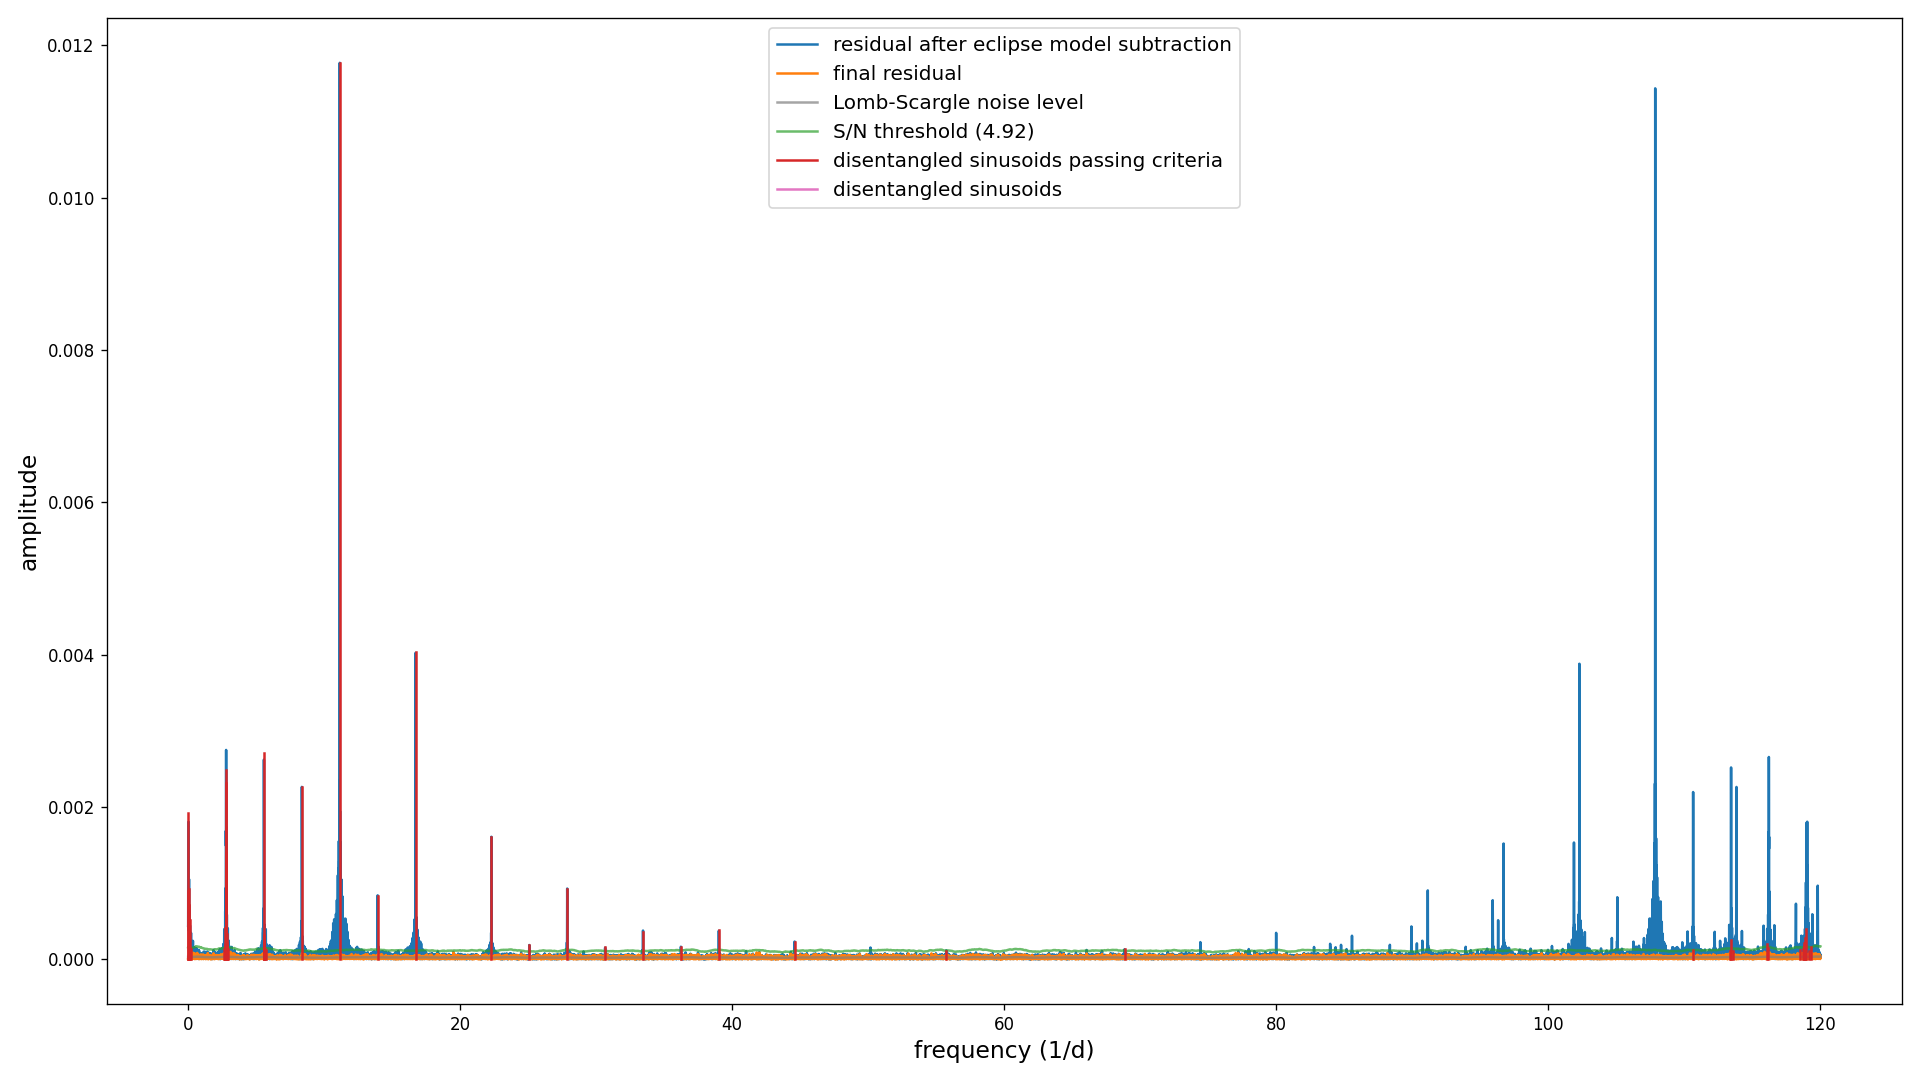 residual after eclipse model subtraction
final residual
Lomb-Scargle noise level
S/N threshold (4.92)
disentangled sinusoids passing criteria
disentangled sinusoids
0.012
0.010
0.008
0.006
0.004
0.002
0.000
amplitude
0 20 40 60 80 100 120
frequency (1/d)